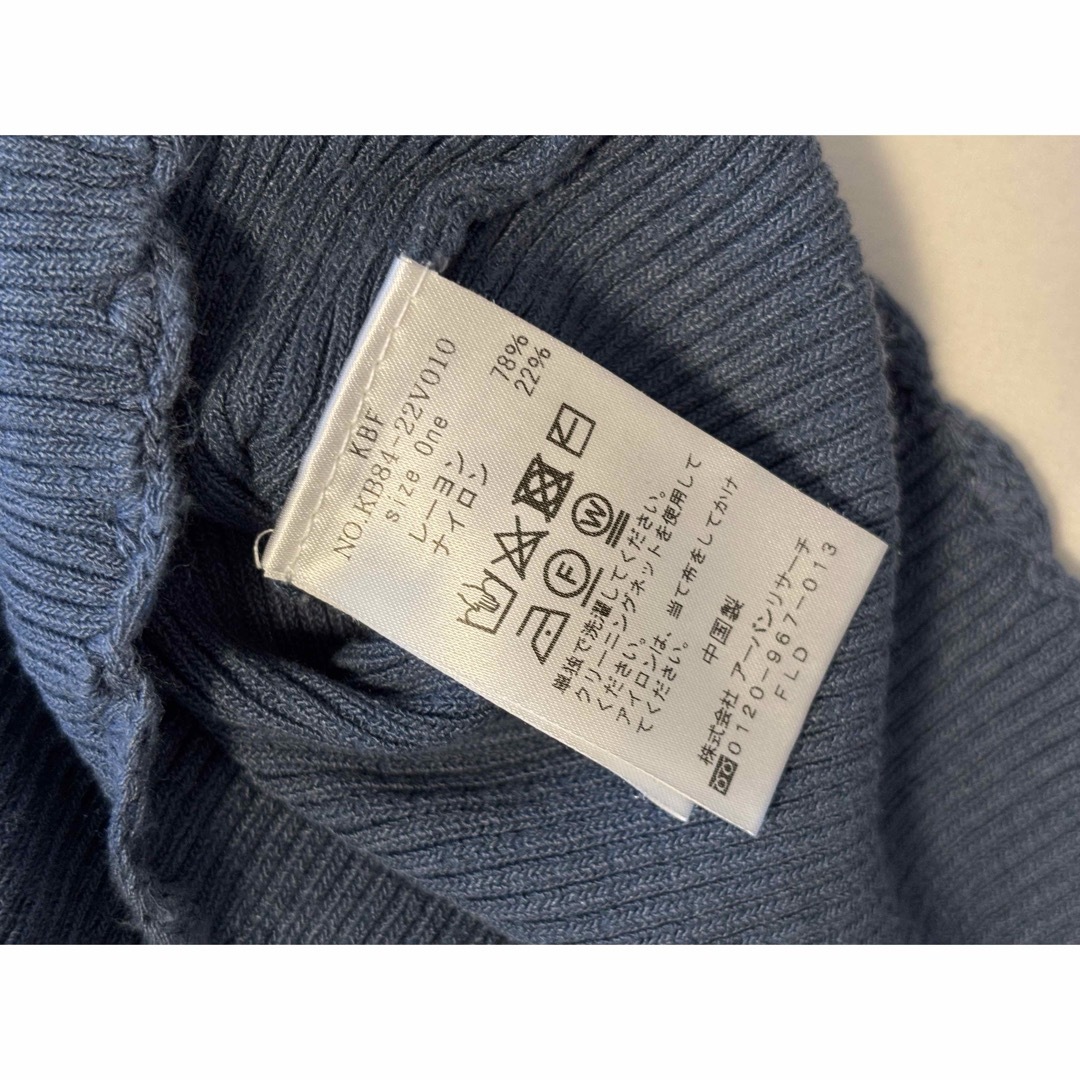 KBF
NO.KB84-22V010
size One
レーヨン 78%
ナイロン 22%
F
W
単独で洗濯してください。
クリーニングネットを使用して
ください。
アイロンは、当て布をしてかけ
てください。
中国製
株式会社 アーバンリサーチ
0120-967-013
FLD